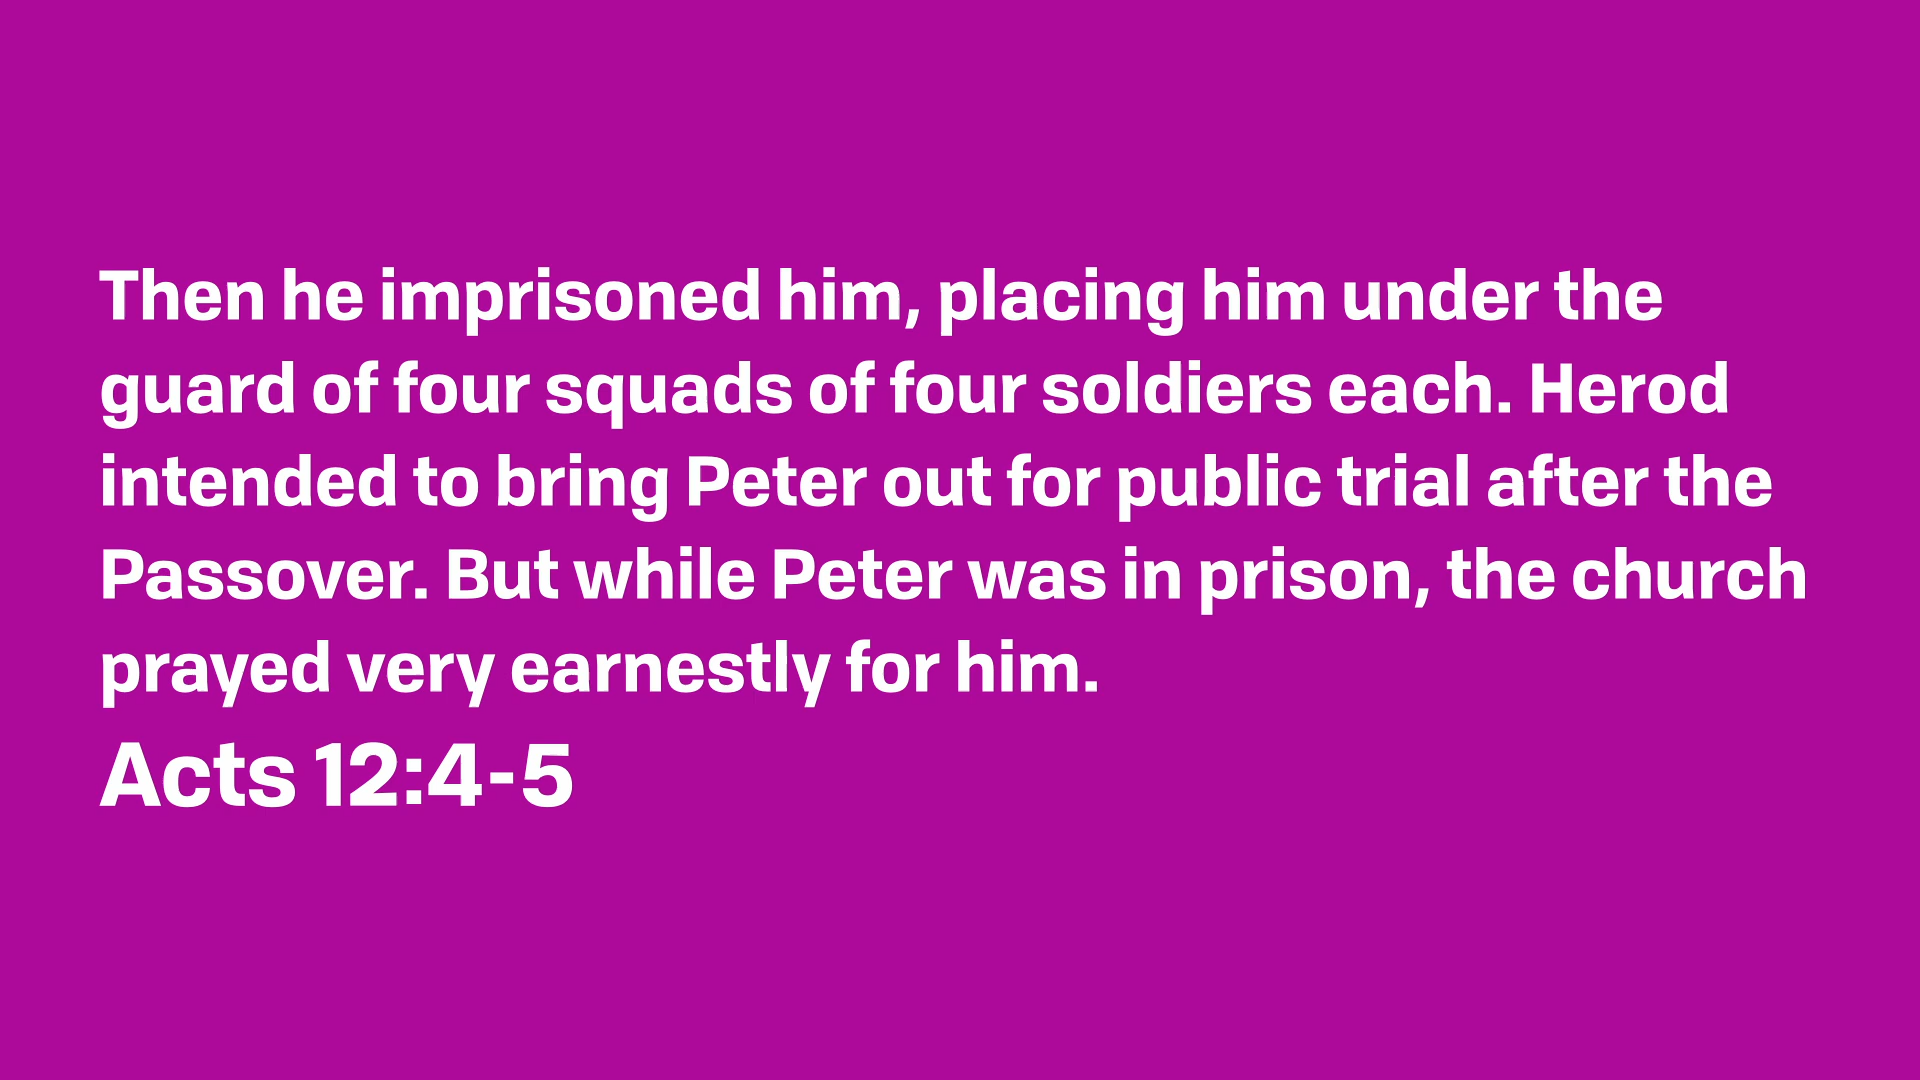 Then he imprisoned him, placing him under the
guard of four squads of four soldiers each. Herod
intended to bring Peter out for public trial after the
Passover. But while Peter was in prison, the church
prayed very earnestly for him.
Acts 12:4-5